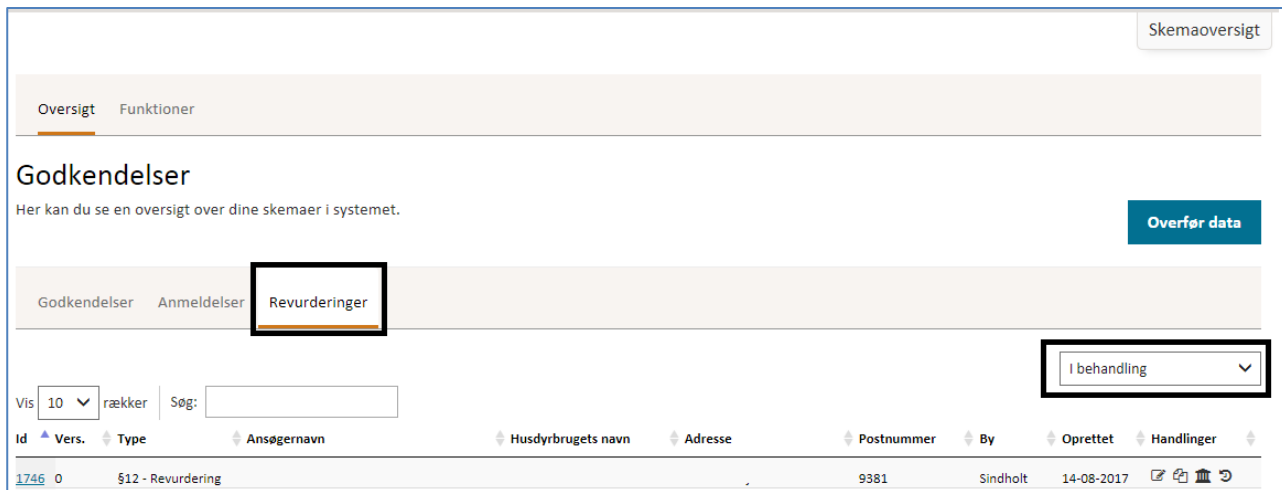 Skemaoversigt
Oversigt Funktioner
Godkendelser
Her kan du se en oversigt over dine skemaer i systemet.
Overfør data
Godkendelser Anmeldelser Revurderinger
I behandling
Vis 10 rækker Søg:
Id Vers. Type Ansøgernavn Husdyrbrugets navn Adresse Postnummer By Oprettet Handlinger
1746 0 §12 - Revurdering , 9381 Sindholt 14-08-2017